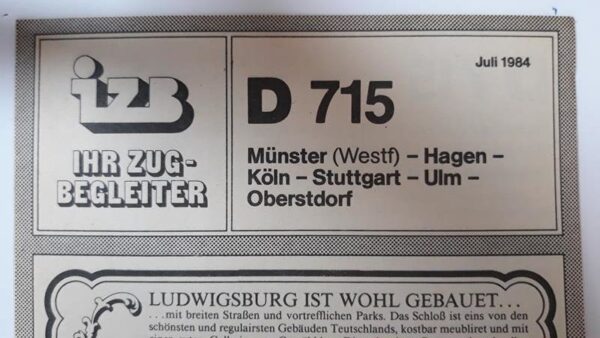 izb
IHR ZUG-
BEGLEITER
Juli 1984
D 715
Münster (Westf) – Hagen –
Köln – Stuttgart – Ulm –
Oberstdorf
LUDWIGSBURG IST WOHL GEBAUET...
...mit breiten Straßen und vortrefflichen Parks. Das Schloß ist eins von den
schönsten und regulairsten Gebäuden Teutschlands, kostbar meubliret und mit